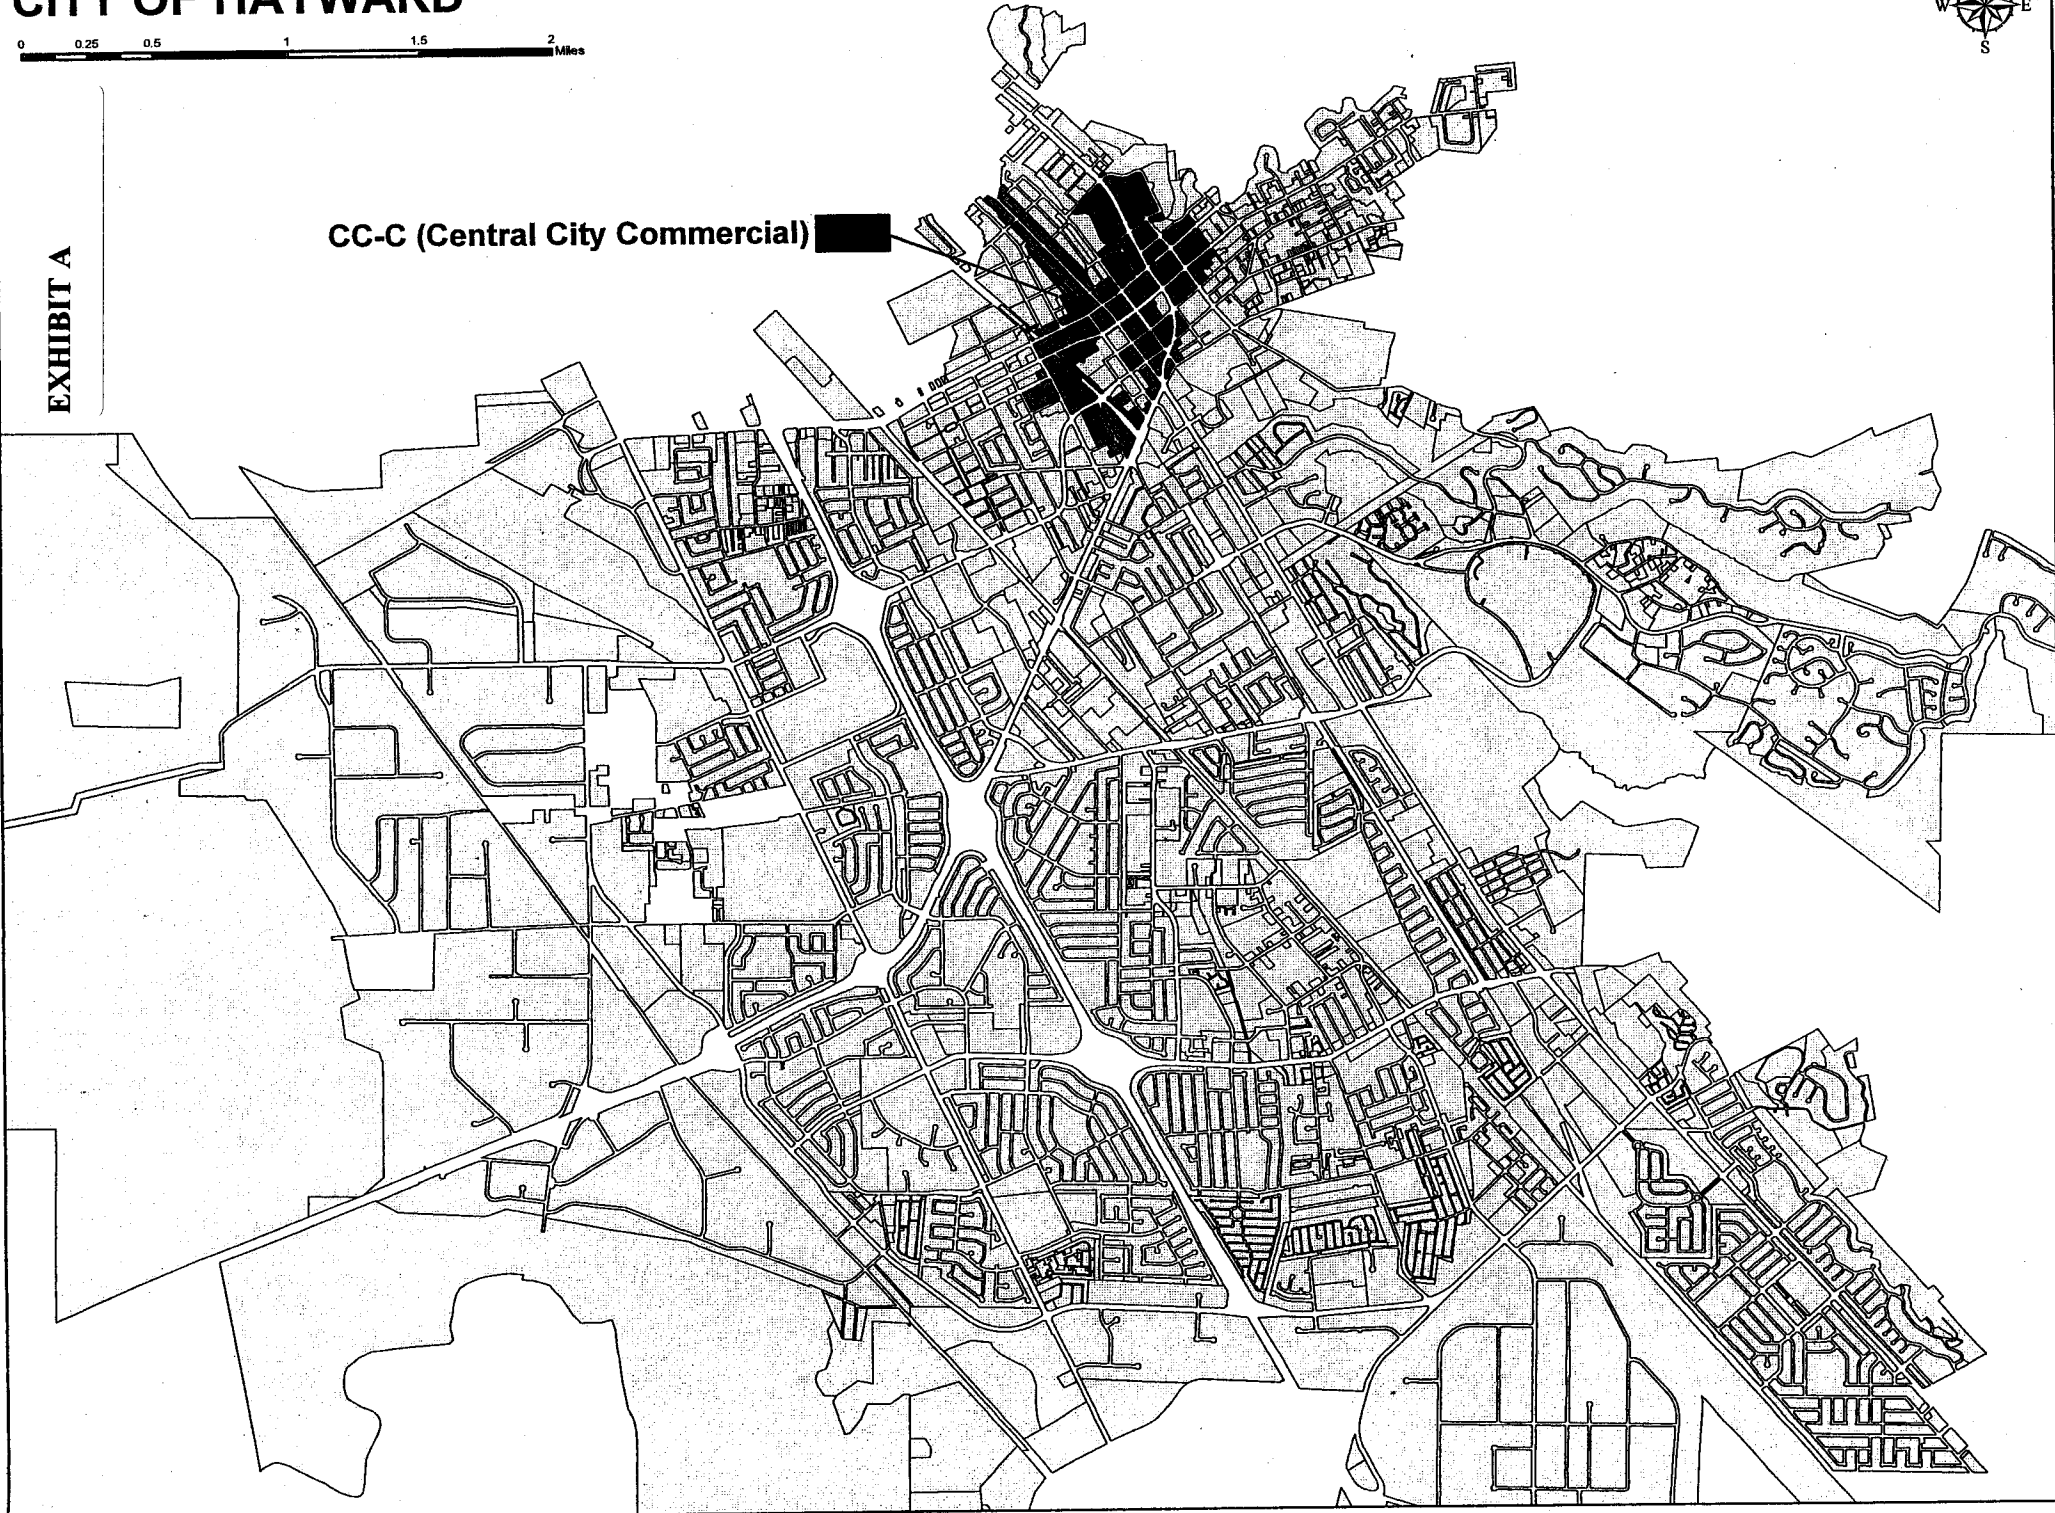 CITY OF HAYWARD
0 0.25 0.5 1 1.5 2
Miles
W E
S
EXHIBIT A
CC-C (Central City Commercial)